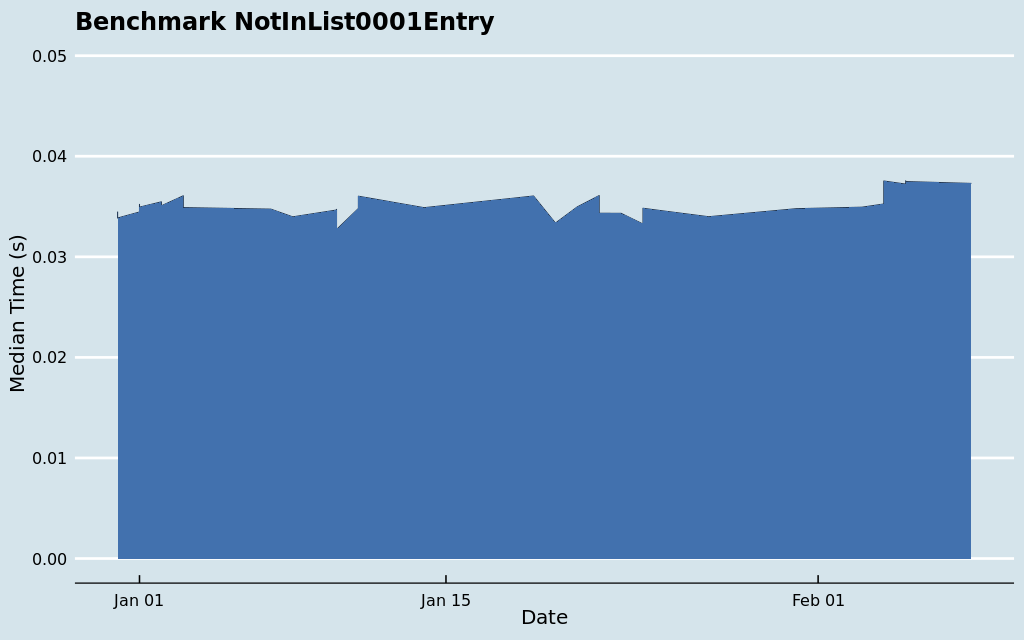 Benchmark NotInList0001Entry
0.05
0.04
0.03
0.02
0.01
0.00
Median Time (s)
Jan 01
Jan 15
Feb 01
Date